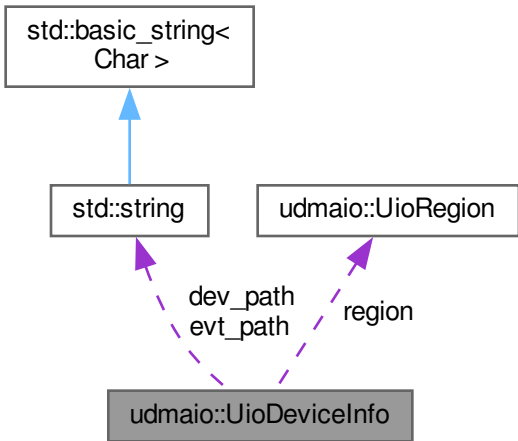 std::basic_string<
Char >
std::string
udmaio::UioRegion
dev_path
evt_path
region
udmaio::UioDeviceInfo